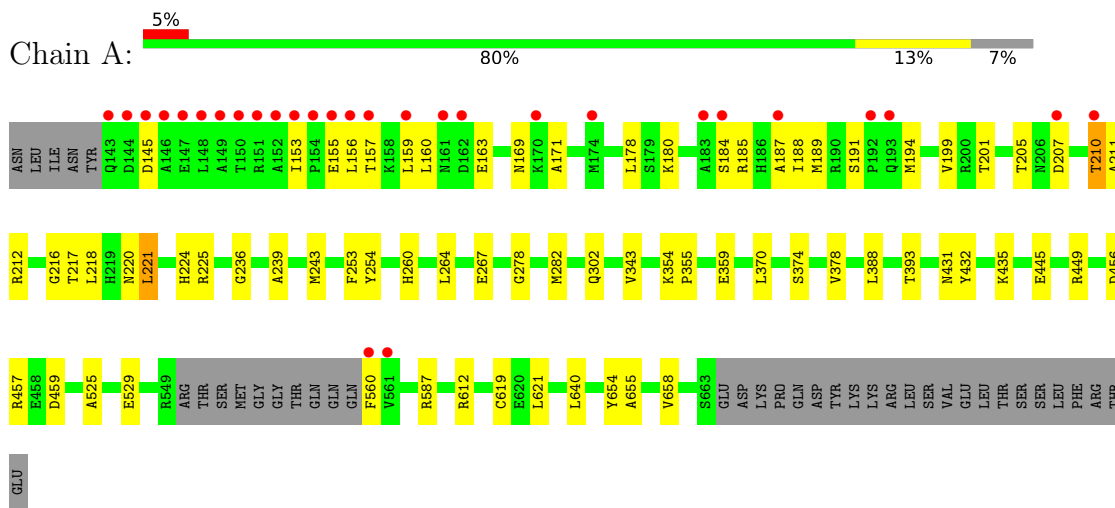 5%
Chain A:
80% 13% 7%
ASN LEU ILE ASN TYR Q143 D144 D145 A146 E147 L148 A149 T150 R151 A152 I153 P154 E155 L156 T157 K158 L159 L160 N161 D162 E163 N169 K170 A171 M174 L178 S179 K180 A183 S184 R185 H186 A187 I188 M189 R190 S191 P192 Q193 M194 V199 R200 T201 T205 N206 D207 T210 A211
R212 G216 T217 L218 H219 N220 L221 H224 R225 G236 A239 M243 F253 Y254 H260 L264 E267 G278 M282 Q302 V343 K354 P355 E359 L370 S374 V378 L388 T393 N431 Y432 K435 E445 R449
R457 E458 D459 A525 E529 R549 ARG THR SER MET GLY GLY THR GLN GLN GLN F560 V561 R587 R612 C619 E620 L621 L640 Y654 A655 V658 S663 GLU ASP LYS PRO GLN ASP TYR LYS LYS ARG LEU SER VAL GLU LEU THR SER SER LEU PHE ARG THR
GLU